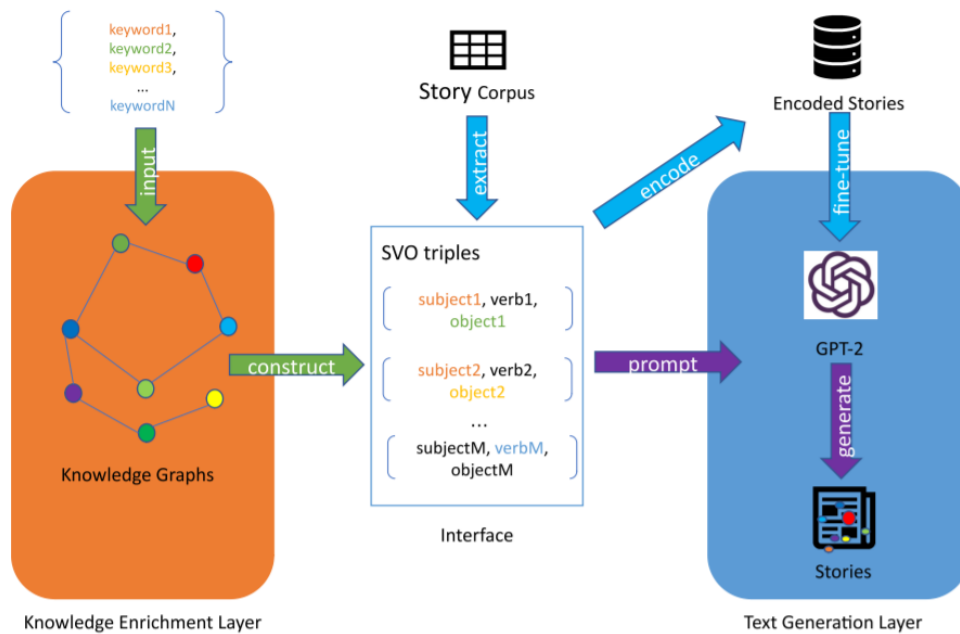 keyword1,
keyword2,
keyword3,
...
keywordN
input
Knowledge Graphs
Knowledge Enrichment Layer
construct
Story Corpus
extract
SVO triples
subject1, verb1,
object1
subject2, verb2,
object2
...
subjectM, verbM,
objectM
Interface
encode
prompt
Encoded Stories
fine-tune
GPT-2
generate
Stories
Text Generation Layer